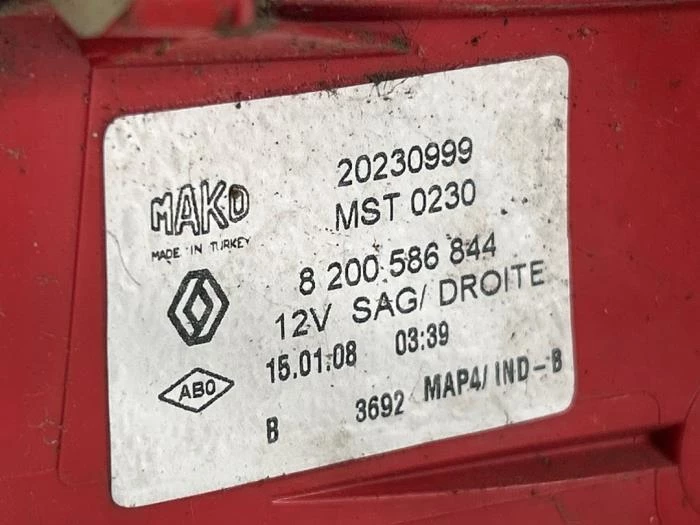 20230999
MAKO
MST 0230
MADE IN TURKEY
8 200 586 844
12V SAG/ DROITE
15.01.08 03:39
ABO
B 3692 MAP4/ IND-B